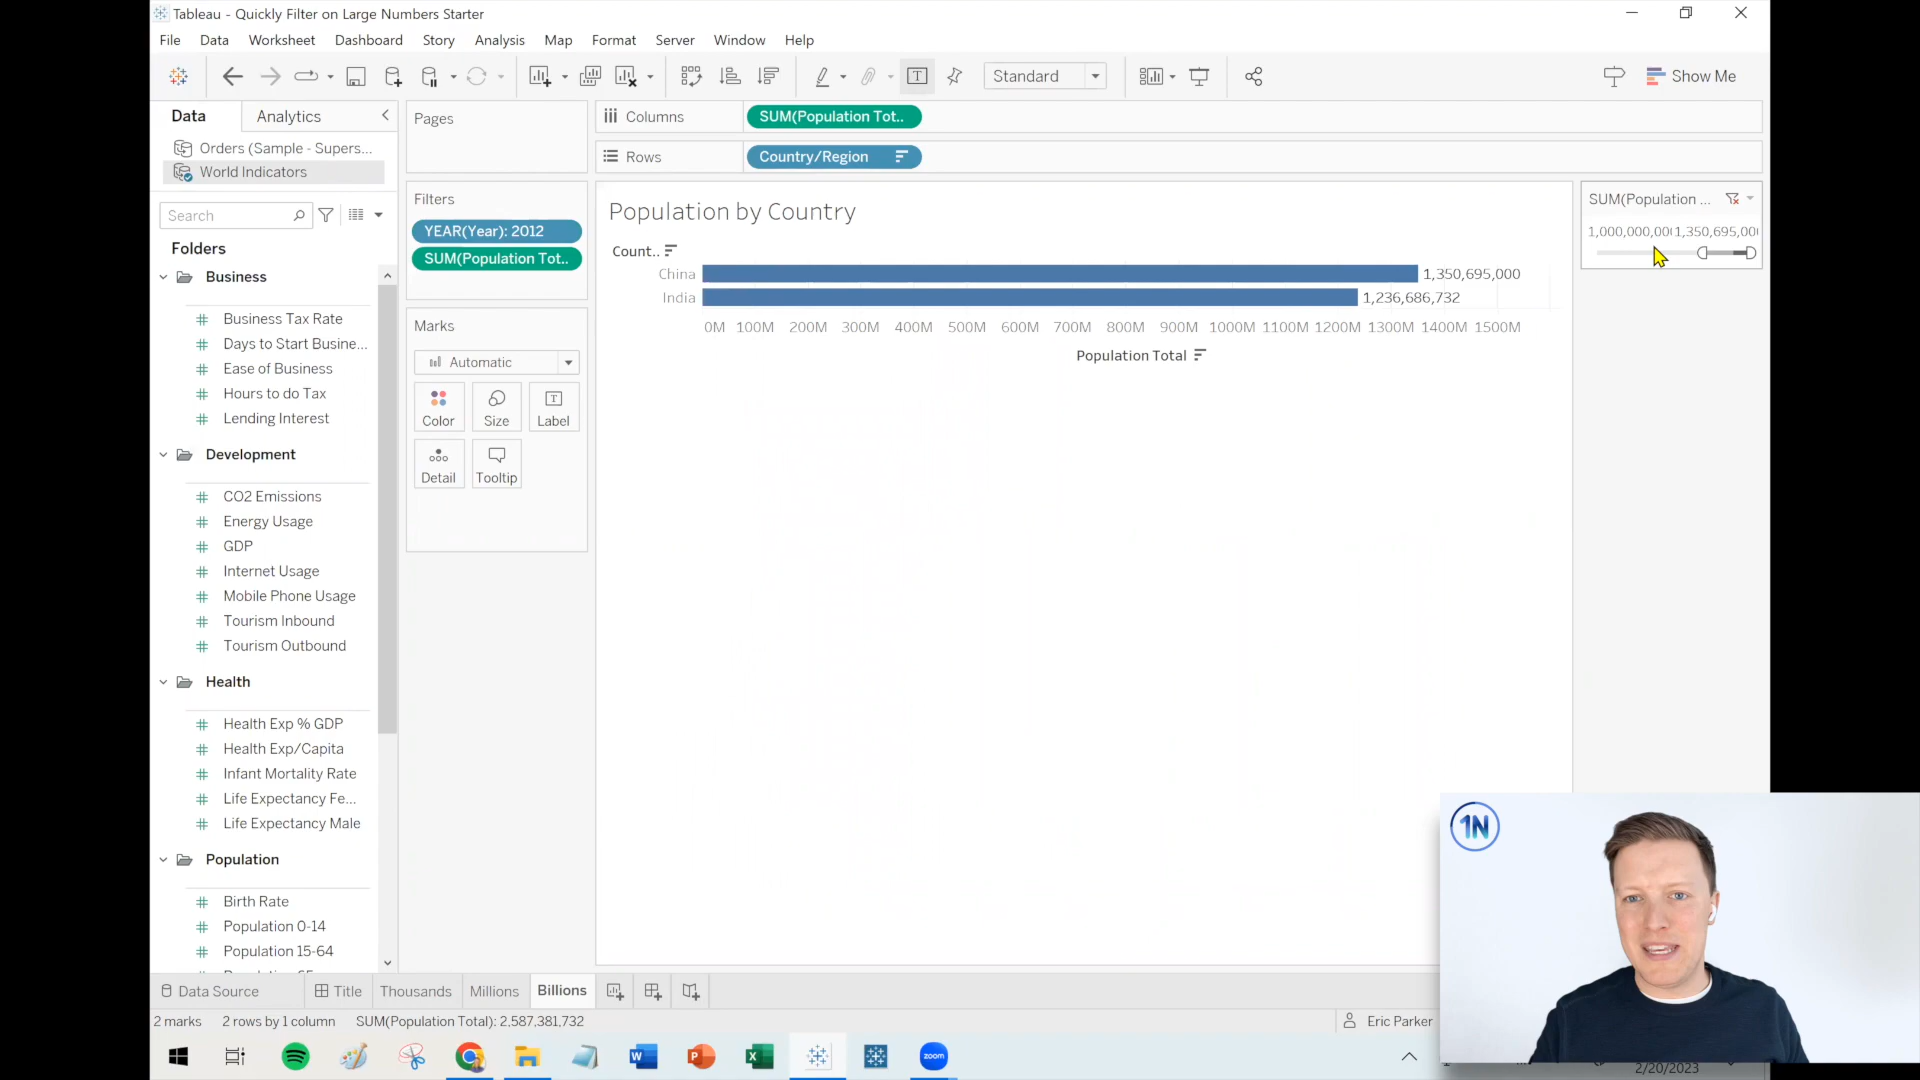 Tableau - Quickly Filter on Large Numbers Starter
File Data Worksheet Dashboard Story Analysis Map Format Server Window Help
Standard
Show Me
Data Analytics
Pages
Columns
SUM(Population Tot..
Orders (Sample - Supers...
World Indicators
Rows
Country/Region
Search
Filters
YEAR(Year): 2012
SUM(Population Tot..
Population by Country
SUM(Population ...
1,000,000,00
1,350,695,00
Folders
Business
Business Tax Rate
Days to Start Busine...
Ease of Business
Hours to do Tax
Lending Interest
Development
CO2 Emissions
Energy Usage
GDP
Internet Usage
Mobile Phone Usage
Tourism Inbound
Tourism Outbound
Health
Health Exp % GDP
Health Exp/Capita
Infant Mortality Rate
Life Expectancy Fe...
Life Expectancy Male
Population
Birth Rate
Population 0-14
Population 15-64
Marks
Automatic
Color Size Label
Detail Tooltip
Count..
China 1,350,695,000
India 1,236,686,732
0M 100M 200M 300M 400M 500M 600M 700M 800M 900M 1000M 1100M 1200M 1300M 1400M 1500M
Population Total
1N
Data Source Title Thousands Millions Billions
2 marks 2 rows by 1 column SUM(Population Total): 2,587,381,732
Eric Parker
zoom
2/20/2023